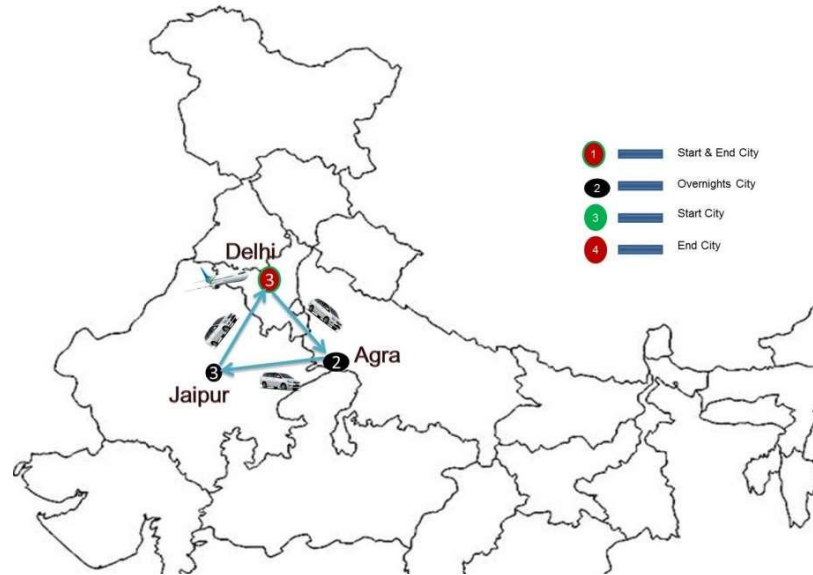 1 Start & End City
2 Overnights City
3 Start City
4 End City
Delhi
3
2 Agra
3
Jaipur